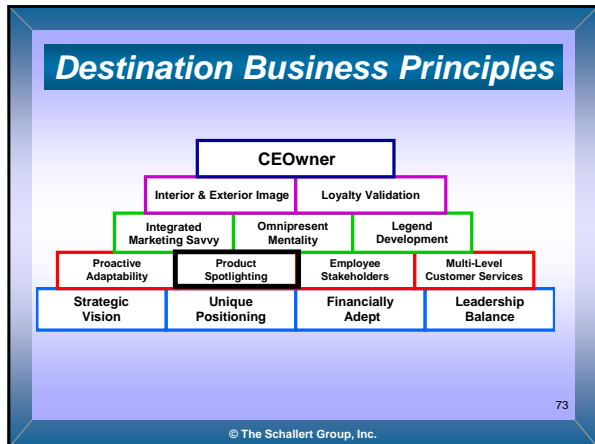 Destination Business Principles
CEOwner
Interior & Exterior Image
Loyalty Validation
Integrated
Marketing Savvy
Omnipresent
Mentality
Legend
Development
Proactive
Adaptability
Product
Spotlighting
Employee
Stakeholders
Multi-Level
Customer Services
Strategic
Vision
Unique
Positioning
Financially
Adept
Leadership
Balance
73
© The Schallert Group, Inc.